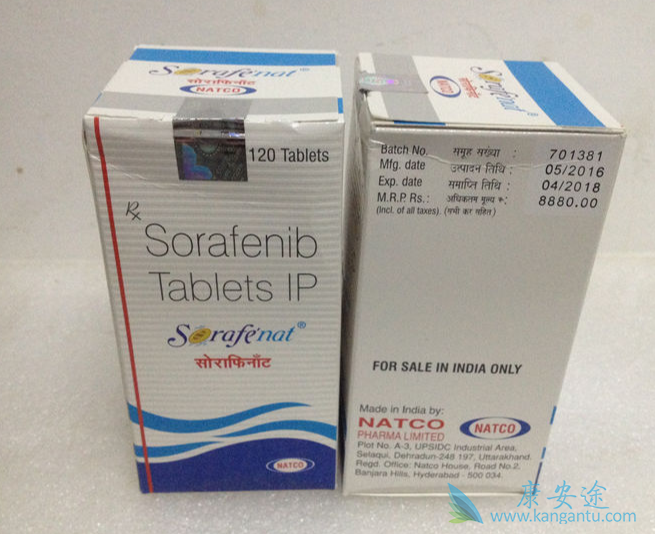 Sorafenat®
सोराफिनॉट
NATCO
120 Tablets
Rx
Sorafenib
Tablets IP
Sorafenat®
सोराफिनॉट
NATCO
Sorafenat®
सोराफिनॉट
NATCO
Batch No. समूह संख्या : 701381
Mfg. date उत्पादन तिथि : 05/2016
Exp. date समाप्ति तिथि : 04/2018
M.R.P. Rs.: अधिकतम मूल्य रु: 8880.00
(Incl. of all taxes). (सभी कर सहित)
FOR SALE IN INDIA ONLY
Made in India by:
NATCO
PHARMA LIMITED
NATCO
Plot No. A-3, UPSIDC Industrial Area,
Selaqui, Dehradun-248 197, Uttarakhand.
Regd. Office: Natco House, Road No.2,
Banjara Hills, Hyderabad - 500 034.
康安途
www.kangantu.com